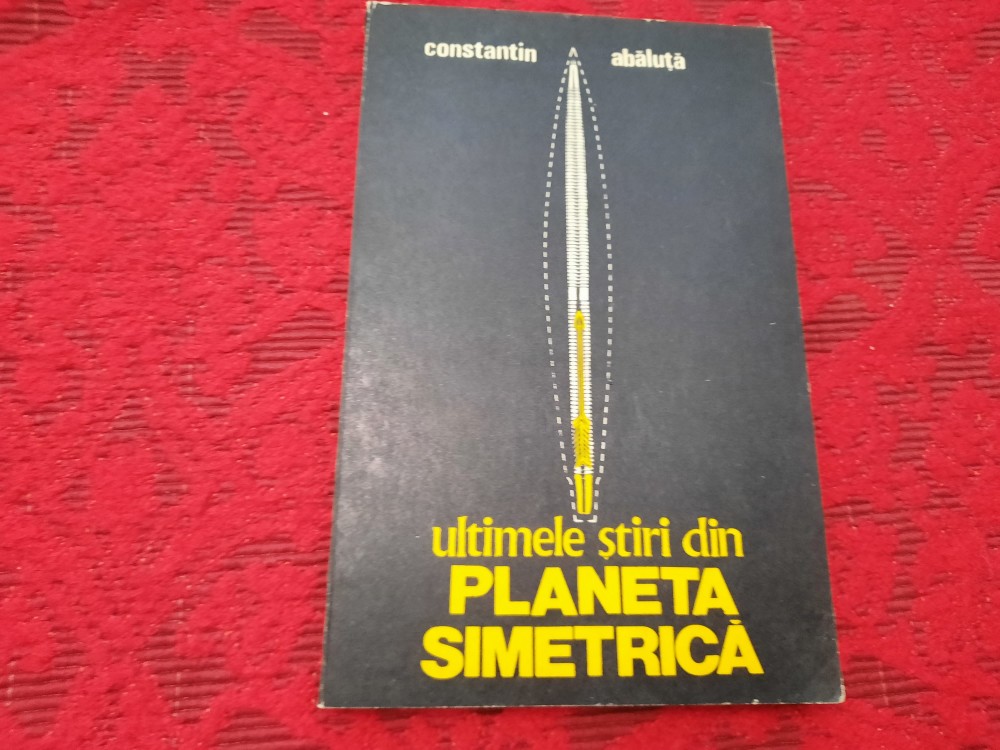 constantin abăluță
ultimele știri din
PLANETA
SIMETRICĂ